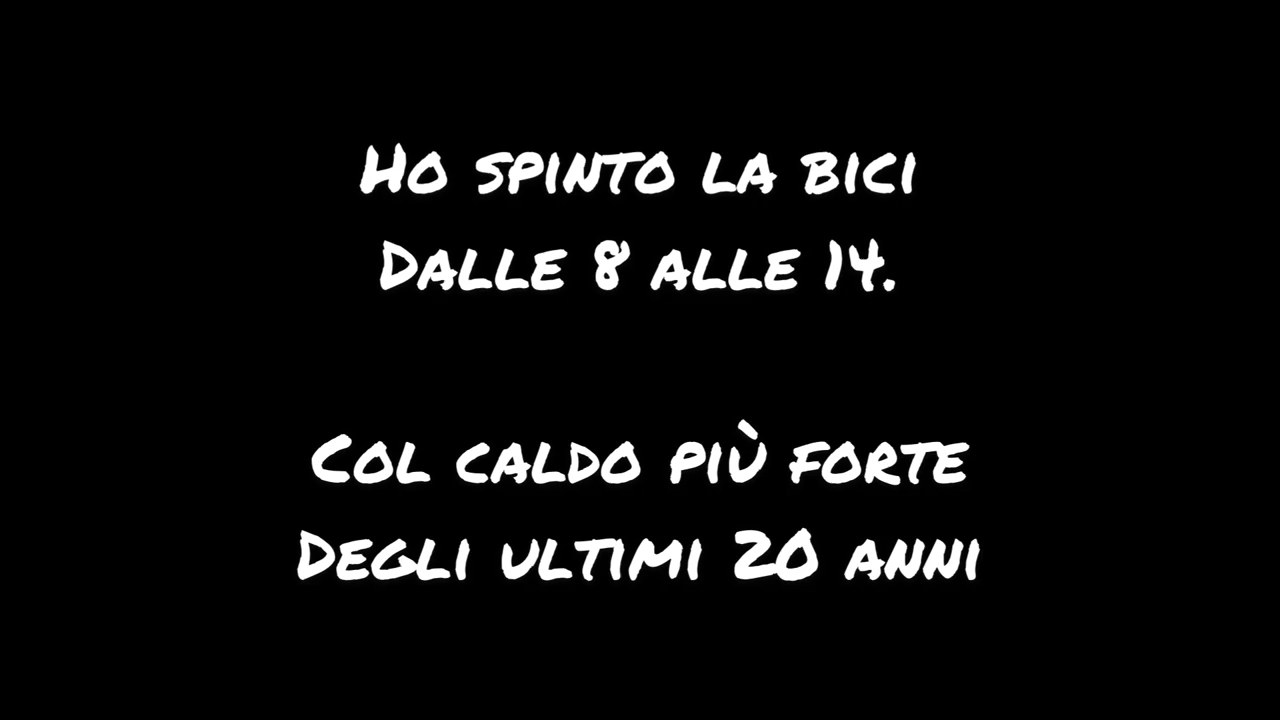 Ho spinto la bici
Dalle 8 alle 14.
Col caldo più forte
Degli ultimi 20 anni